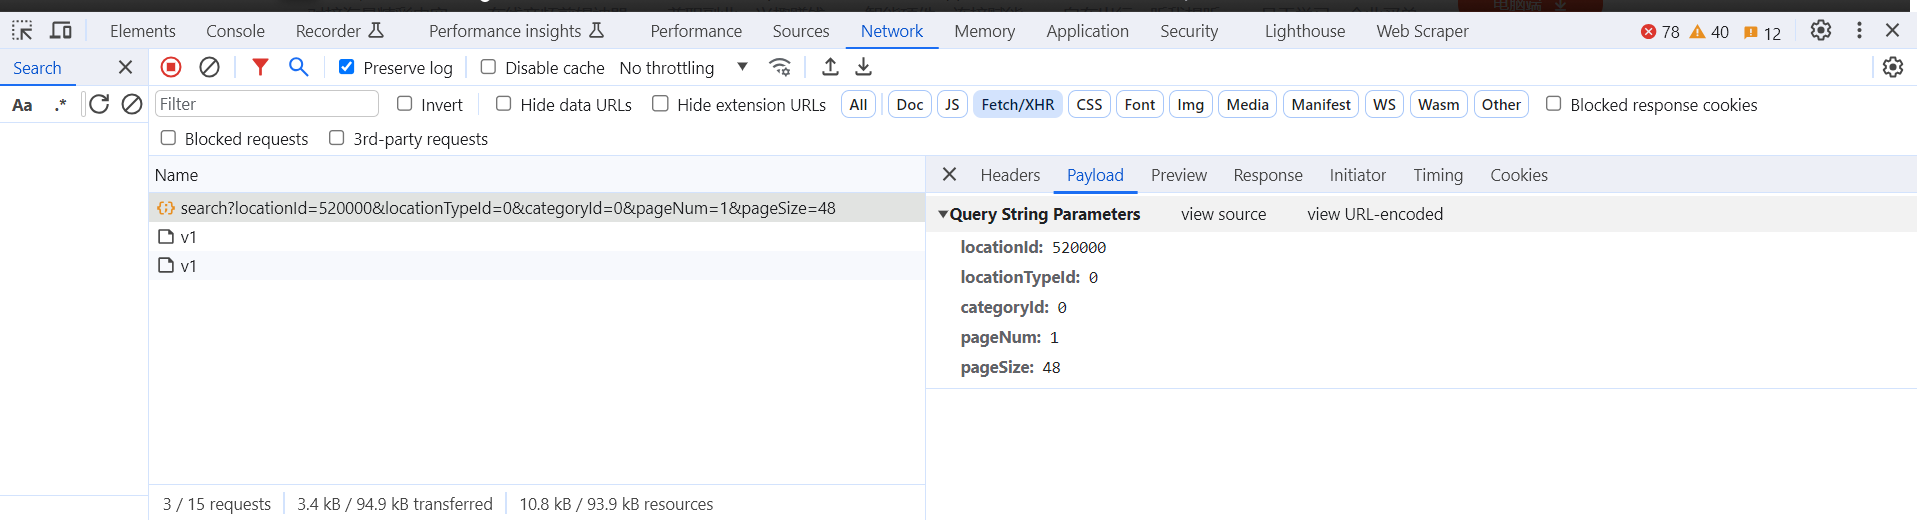 Elements Console Recorder Performance insights Performance Sources Network Memory Application Security Lighthouse Web Scraper 78 40 12
Search Preserve log Disable cache No throttling
Aa .* Filter Invert Hide data URLs Hide extension URLs All Doc JS Fetch/XHR CSS Font Img Media Manifest WS Wasm Other Blocked response cookies
Blocked requests 3rd-party requests
Name Headers Payload Preview Response Initiator Timing Cookies
search?locationId=520000&locationTypeId=0&categoryId=0&pageNum=1&pageSize=48 Query String Parameters view source view URL-encoded
v1 locationId: 520000
v1 locationTypeId: 0
categoryId: 0
pageNum: 1
pageSize: 48
3 / 15 requests 3.4 kB / 94.9 kB transferred 10.8 kB / 93.9 kB resources